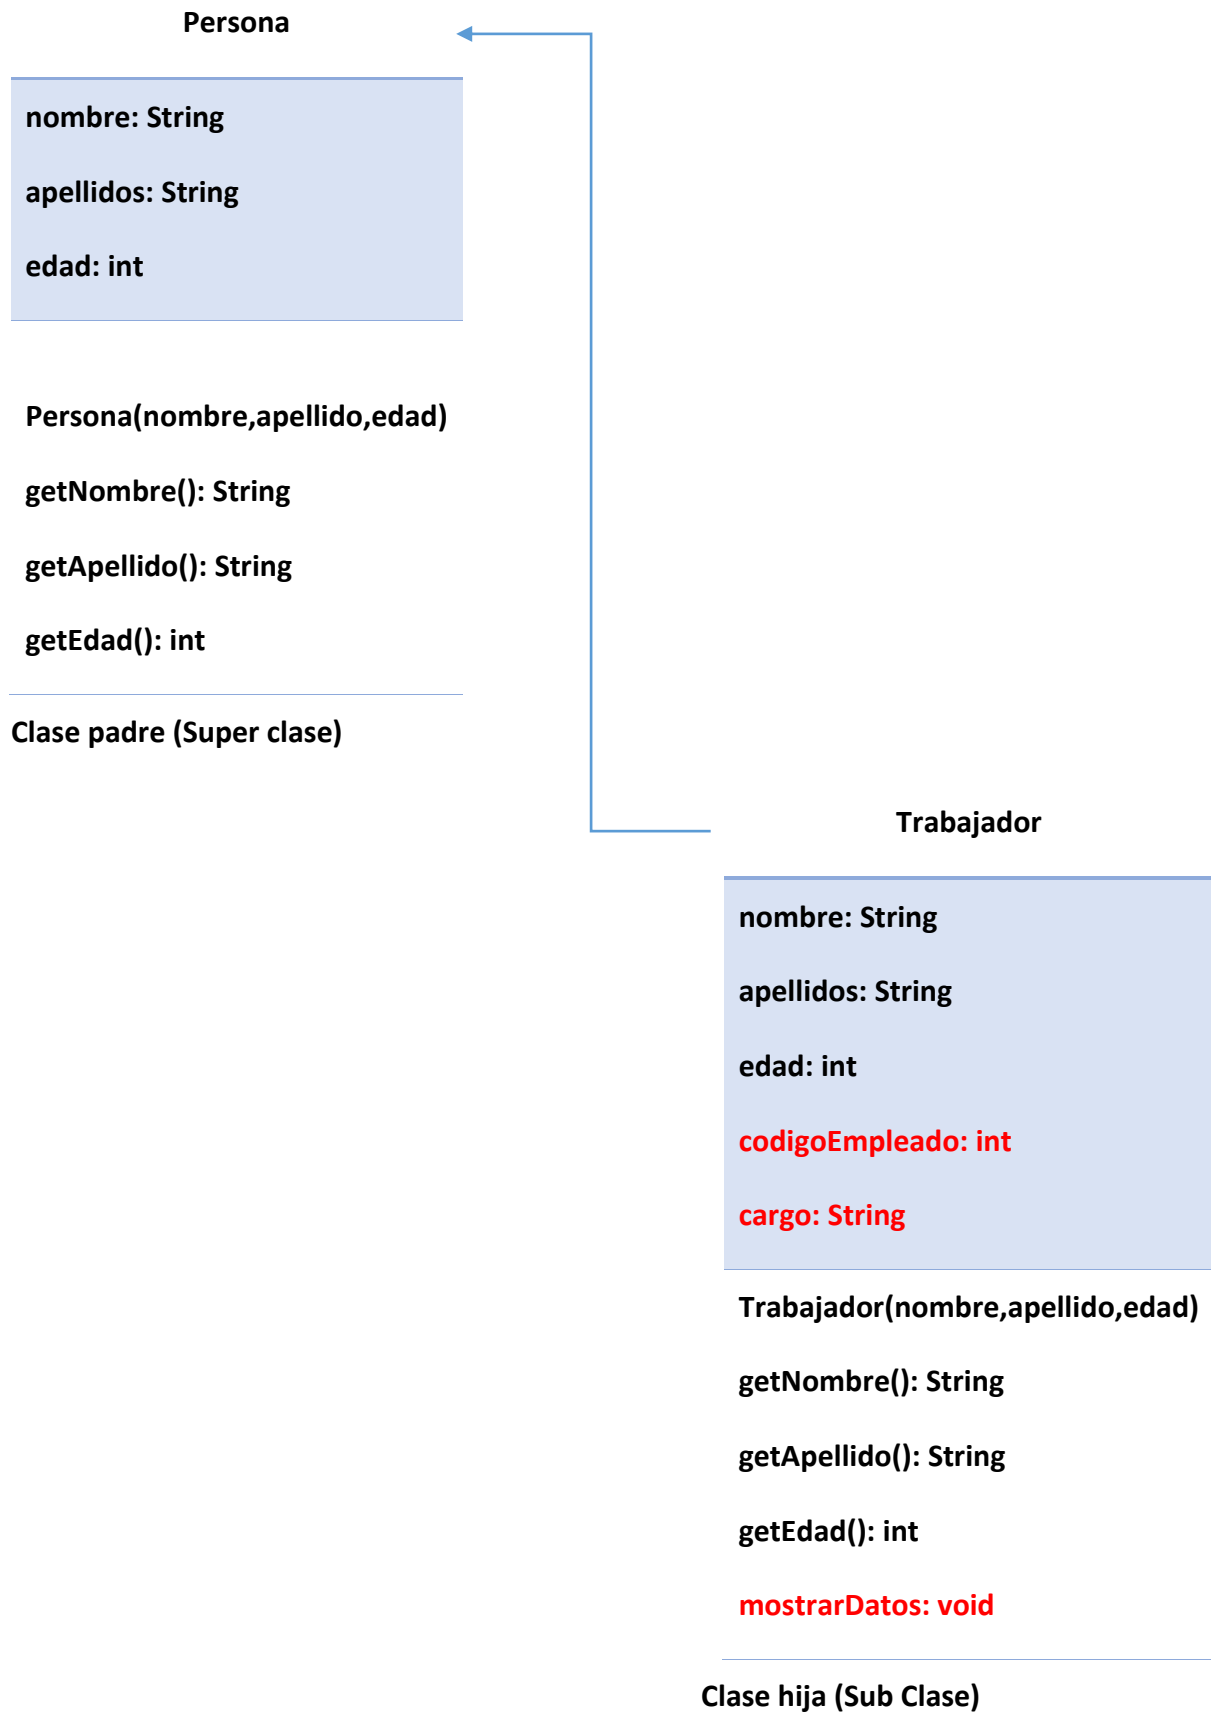 Persona
nombre: String
apellidos: String
edad: int
Persona(nombre,apellido,edad)
getNombre(): String
getApellido(): String
getEdad(): int
Clase padre (Super clase)
Trabajador
nombre: String
apellidos: String
edad: int
codigoEmpleado: int
cargo: String
Trabajador(nombre,apellido,edad)
getNombre(): String
getApellido(): String
getEdad(): int
mostrarDatos: void
Clase hija (Sub Clase)